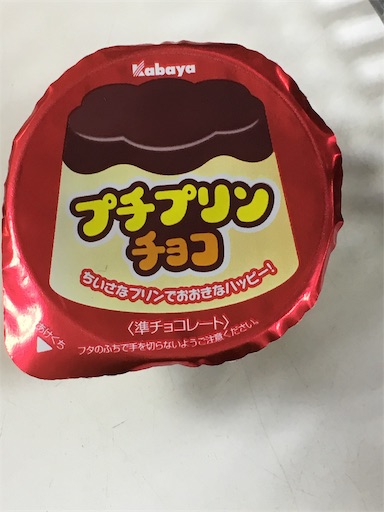 Kabaya
プチプリン
チョコ
ちいさなプリンでおおきなハッピー!
〈準チョコレート〉
フタのふちで手を切らないようご注意ください。
あけくち